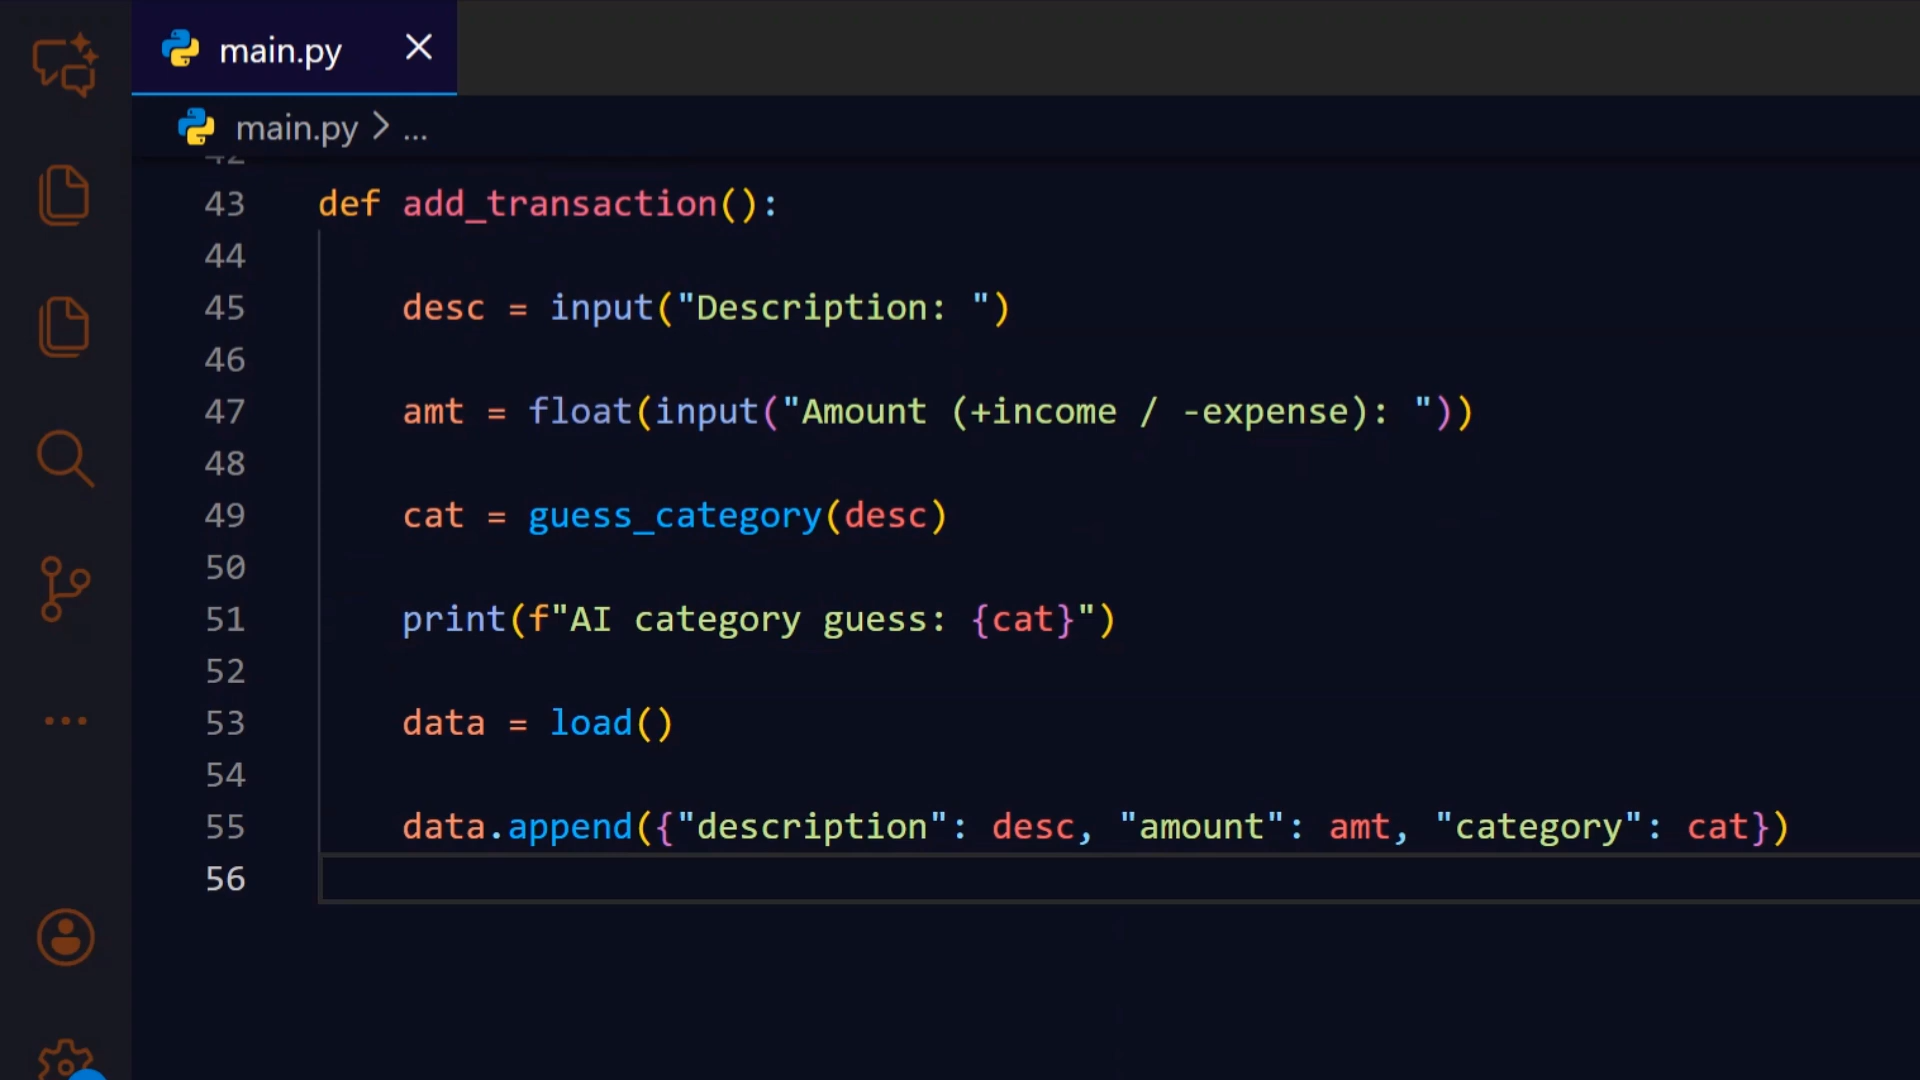 main.py
main.py > ...
42
43 def add_transaction():
44
45     desc = input("Description: ")
46
47     amt = float(input("Amount (+income / -expense): "))
48
49     cat = guess_category(desc)
50
51     print(f"AI category guess: {cat}")
52
53     data = load()
54
55     data.append({"description": desc, "amount": amt, "category": cat})
56